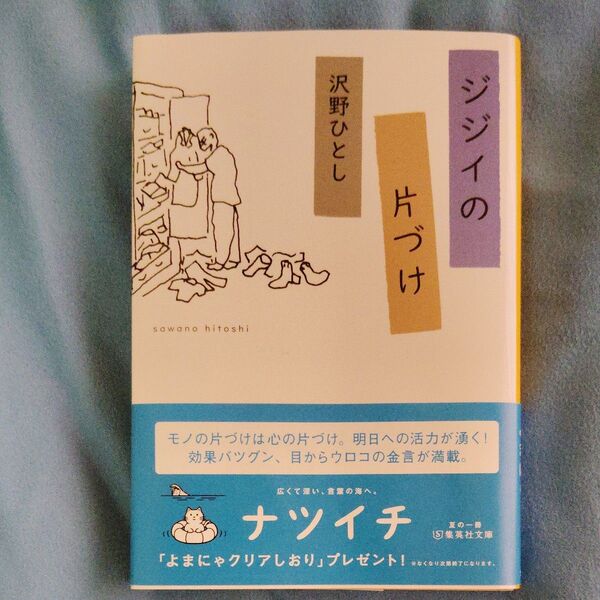 ジジイの
片づけ
沢野ひとし
sawano hitoshi
モノの片づけは心の片づけ。明日への活力が湧く!
効果バツグン、目からウロコの金言が満載。
広くて深い、言葉の海へ。
ナツイチ
夏の一冊
集英社文庫
「よまにゃクリアしおり」プレゼント!
※なくなり次第終了になります。